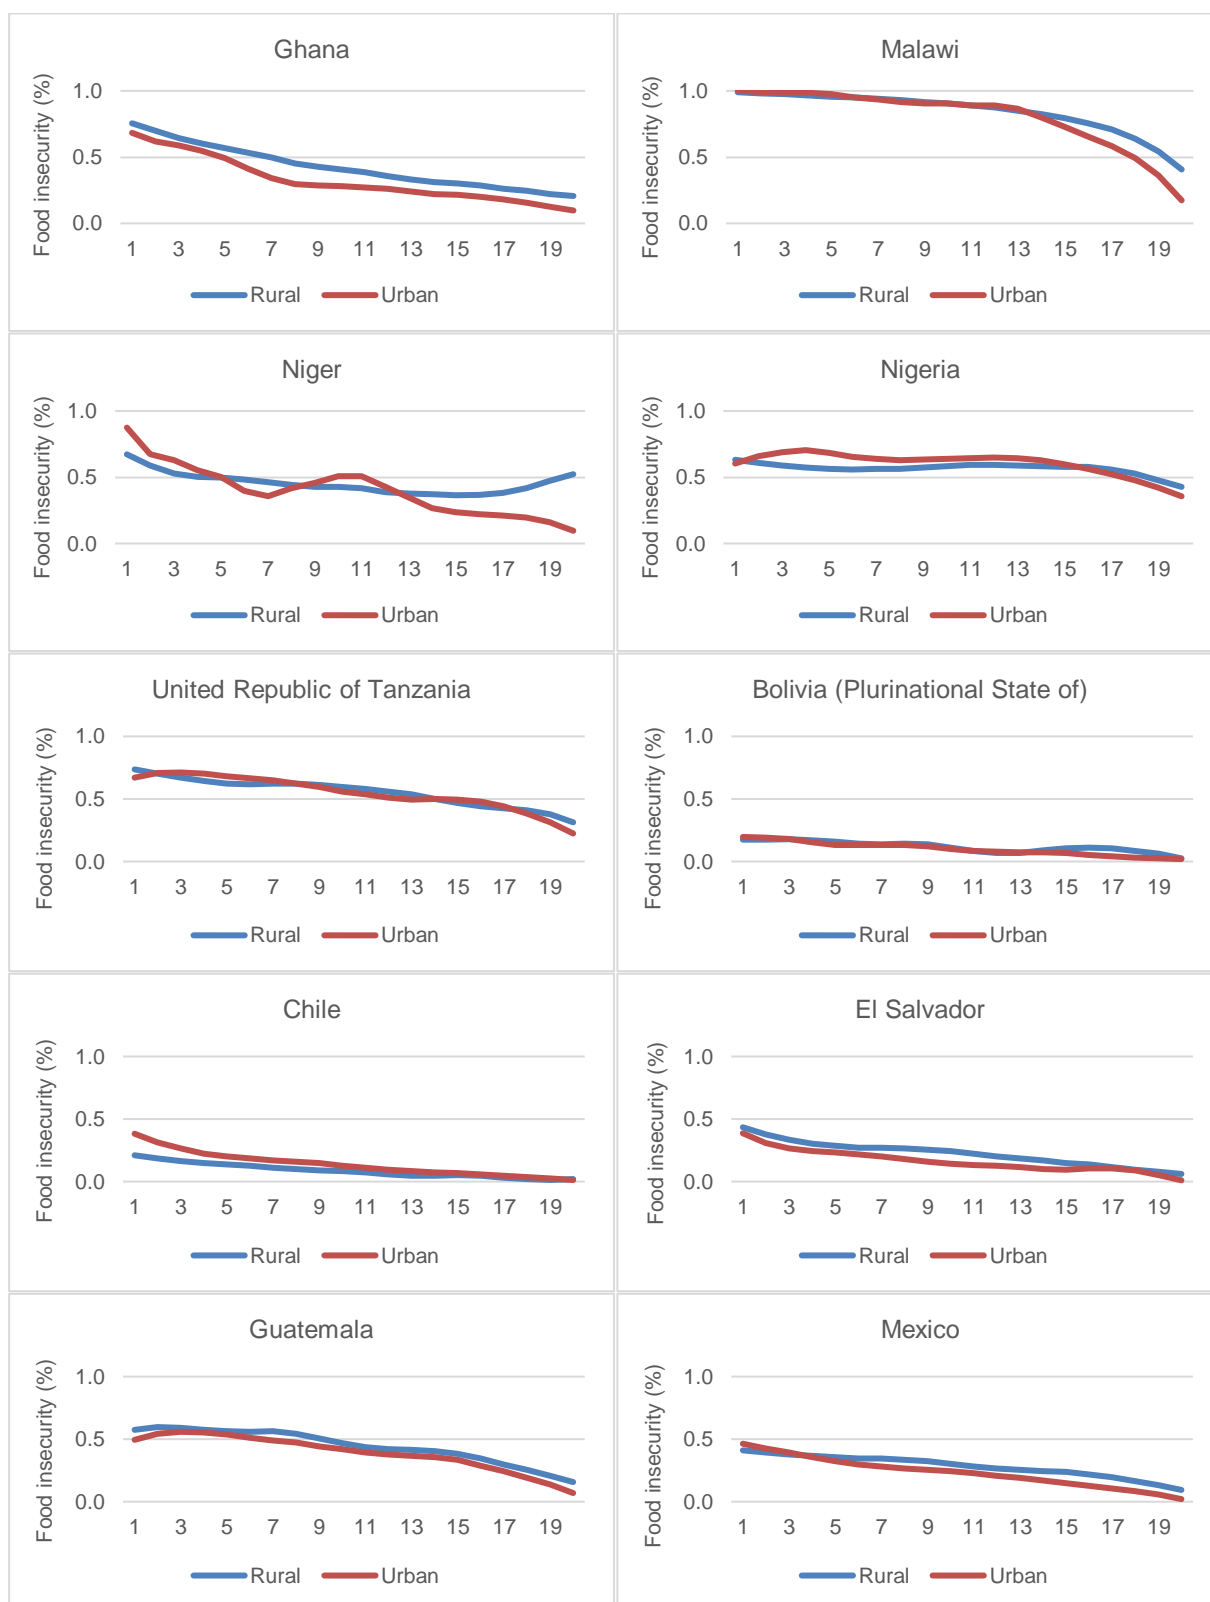 Ghana
Food insecurity (%)
1.0
0.5
0.0
1 3 5 7 9 11 13 15 17 19
Rural Urban
Malawi
Food insecurity (%)
1.0
0.5
0.0
1 3 5 7 9 11 13 15 17 19
Rural Urban
Niger
Food insecurity (%)
1.0
0.5
0.0
1 3 5 7 9 11 13 15 17 19
Rural Urban
Nigeria
Food insecurity (%)
1.0
0.5
0.0
1 3 5 7 9 11 13 15 17 19
Rural Urban
United Republic of Tanzania
Food insecurity (%)
1.0
0.5
0.0
1 3 5 7 9 11 13 15 17 19
Rural Urban
Bolivia (Plurinational State of)
Food insecurity (%)
1.0
0.5
0.0
1 3 5 7 9 11 13 15 17 19
Rural Urban
Chile
Food insecurity (%)
1.0
0.5
0.0
1 3 5 7 9 11 13 15 17 19
Rural Urban
El Salvador
Food insecurity (%)
1.0
0.5
0.0
1 3 5 7 9 11 13 15 17 19
Rural Urban
Guatemala
Food insecurity (%)
1.0
0.5
0.0
1 3 5 7 9 11 13 15 17 19
Rural Urban
Mexico
Food insecurity (%)
1.0
0.5
0.0
1 3 5 7 9 11 13 15 17 19
Rural Urban